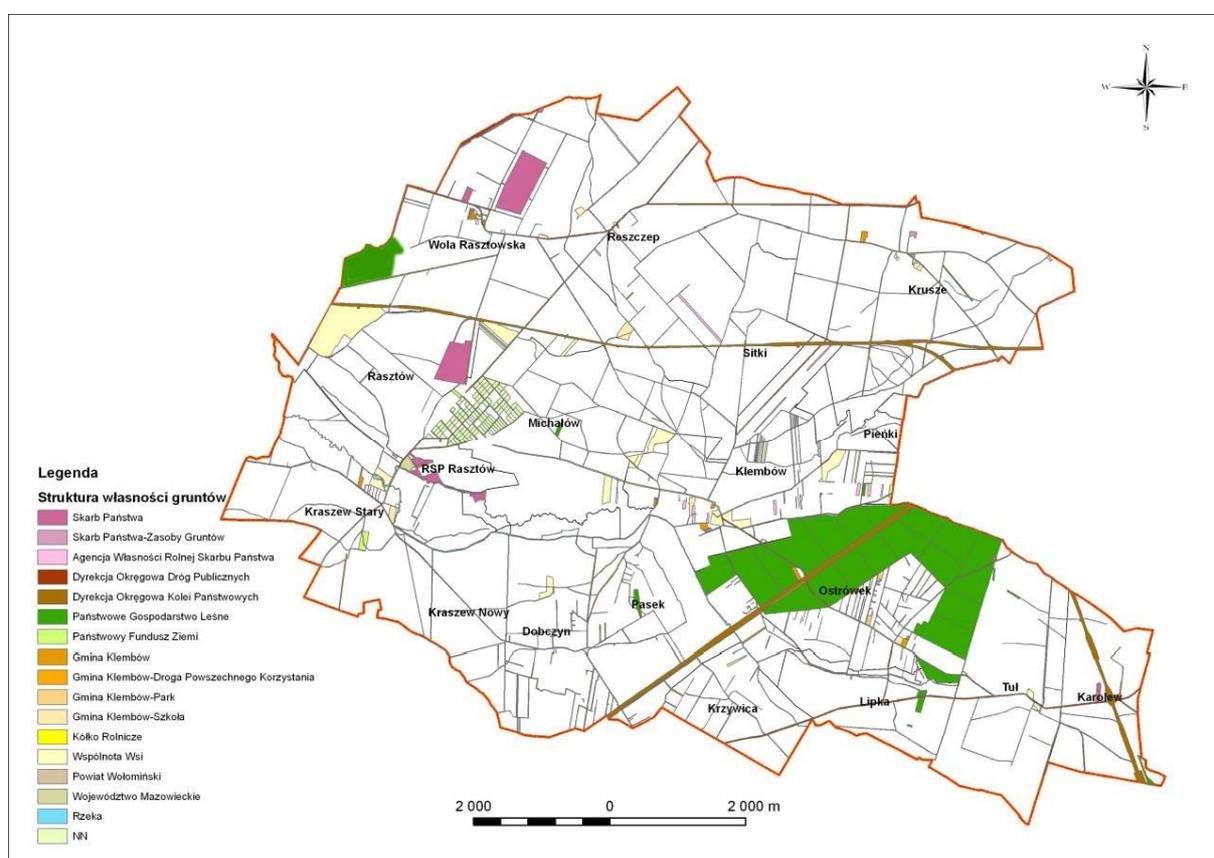 N
W E
S
Wola Rasztowska
Roszczep
Krusze
Sitki
Rasztów
Michałów
Pieńki
Klembów
RSP Rasztów
Kraszew Stary
Ostrówek
Pasek
Kraszew Nowy
Dobczyn
Tuł
Karolew
Lipka
Krzywica
Legenda
Struktura własności gruntów
Skarb Państwa
Skarb Państwa-Zasoby Gruntów
Agencja Własności Rolnej Skarbu Państwa
Dyrekcja Okręgowa Dróg Publicznych
Dyrekcja Okręgowa Kolei Państwowych
Państwowe Gospodarstwo Leśne
Państwowy Fundusz Ziemi
Gmina Klembów
Gmina Klembów-Droga Powszechnego Korzystania
Gmina Klembów-Park
Gmina Klembów-Szkoła
Kółko Rolnicze
Wspólnota Wsi
Powiat Wołomiński
Województwo Mazowieckie
Rzeka
NN
2 000 0 2 000 m